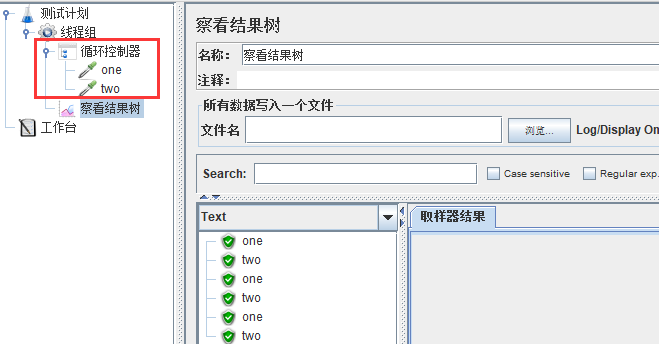 测试计划
线程组
循环控制器
one
two
察看结果树
工作台
察看结果树
名称: 察看结果树
注释:
所有数据写入一个文件
文件名 浏览... Log/Display On
Search: Case sensitive Regular exp.
Text 取样器结果
one
two
one
two
one
two